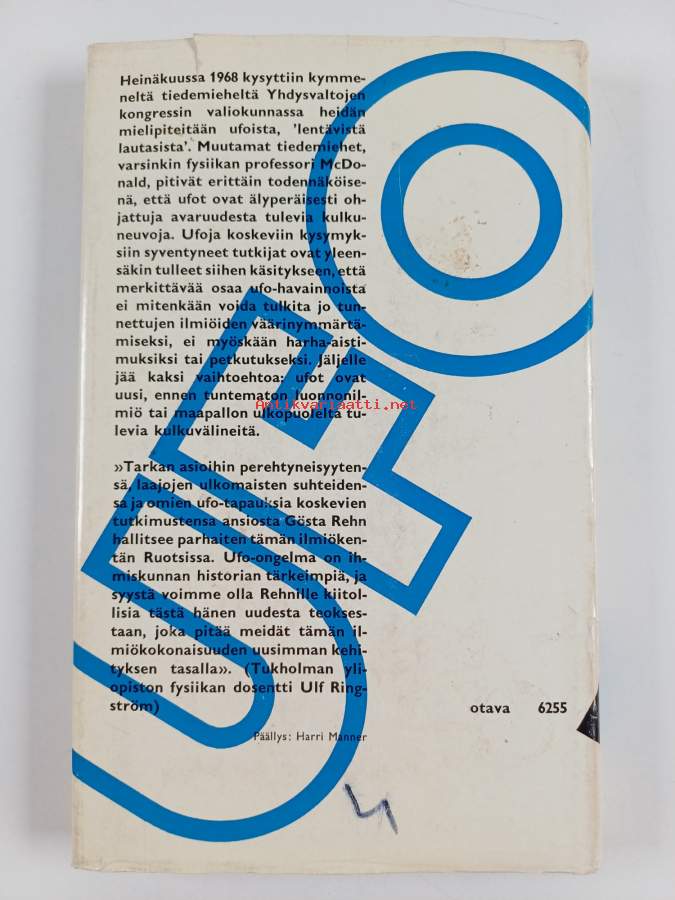 Heinäkuussa 1968 kysyttiin kymme-
neltä tiedemieheltä Yhdysvaltojen
kongressin valiokunnassa heidän
mielipiteitään ufoista, 'lentävistä
lautasista'. Muutamat tiedemiehet,
varsinkin fysiikan professori McDo-
nald, pitivät erittäin todennäköise-
nä, että ufot ovat älyperäisesti oh-
jattuja avaruudesta tulevia kulku-
neuvoja. Ufoja koskeviin kysymyk-
siin syventyneet tutkijat ovat yleen-
säkin tulleet siihen käsitykseen, että
merkittävää osaa ufo-havainnoista
ei mitenkään voida tulkita jo tun-
nettujen ilmiöiden väärinymmärtä-
miseksi, ei myöskään harha-aisti-
muksiksi tai petkutukseksi. Jäljelle
jää kaksi vaihtoehtoa: ufot ovat
uusi, ennen tuntematon luonnonil-
miö tai maapallon ulkopuolelta tu-
levia kulkuvälineitä.
Antikvariaatti.net
»Tarkan asioihin perehtyneisyyten-
sä, laajojen ulkomaisten suhteiden-
sa ja omien ufo-tapauksia koskevien
tutkimustensa ansiosta Gösta Rehn
hallitsee parhaiten tämän ilmiöken-
tän Ruotsissa. Ufo-ongelma on ih-
miskunnan historian tärkeimpiä, ja
syystä voimme olla Rehnille kiitol-
lisia tästä hänen uudesta teokses-
taan, joka pitää meidät tämän il-
miökokonaisuuden uusimman kehi-
tyksen tasalla». (Tukholman yli-
opiston fysiikan dosentti Ulf Ring-
ström)
Päällys: Harri Manner
otava 6255
UFO